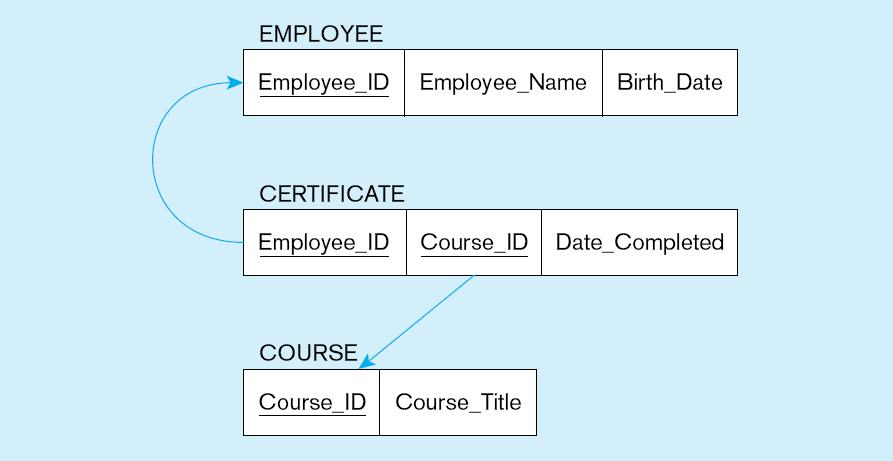 EMPLOYEE
Employee_ID Employee_Name Birth_Date
CERTIFICATE
Employee_ID Course_ID Date_Completed
COURSE
Course_ID Course_Title